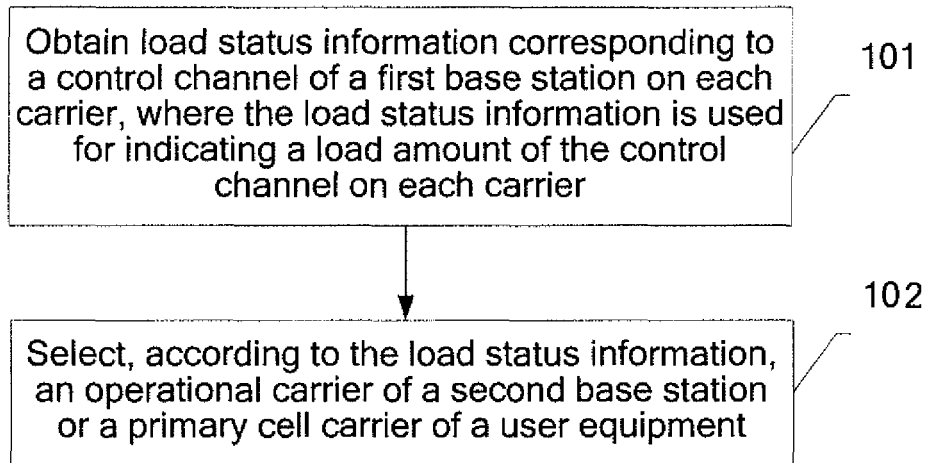 Obtain load status information corresponding to
a control channel of a first base station on each
carrier, where the load status information is used
for indicating a load amount of the control
channel on each carrier
101
Select, according to the load status information,
an operational carrier of a second base station
or a primary cell carrier of a user equipment
102